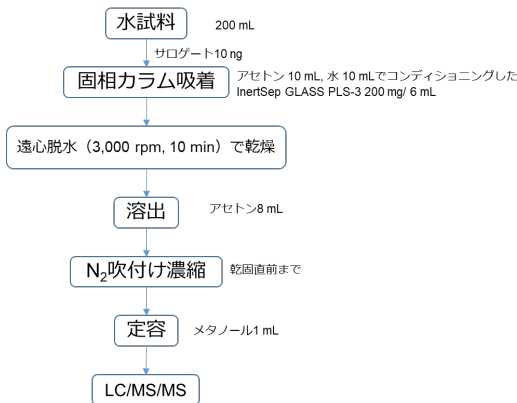 水試料 200 mL
サロゲート10 ng
固相カラム吸着 アセトン 10 mL, 水 10 mLでコンディショニングした
InertSep GLASS PLS-3 200 mg/ 6 mL
遠心脱水（3,000 rpm, 10 min）で乾燥
溶出 アセトン8 mL
N₂吹付け濃縮 乾固直前まで
定容 メタノール1 mL
LC/MS/MS